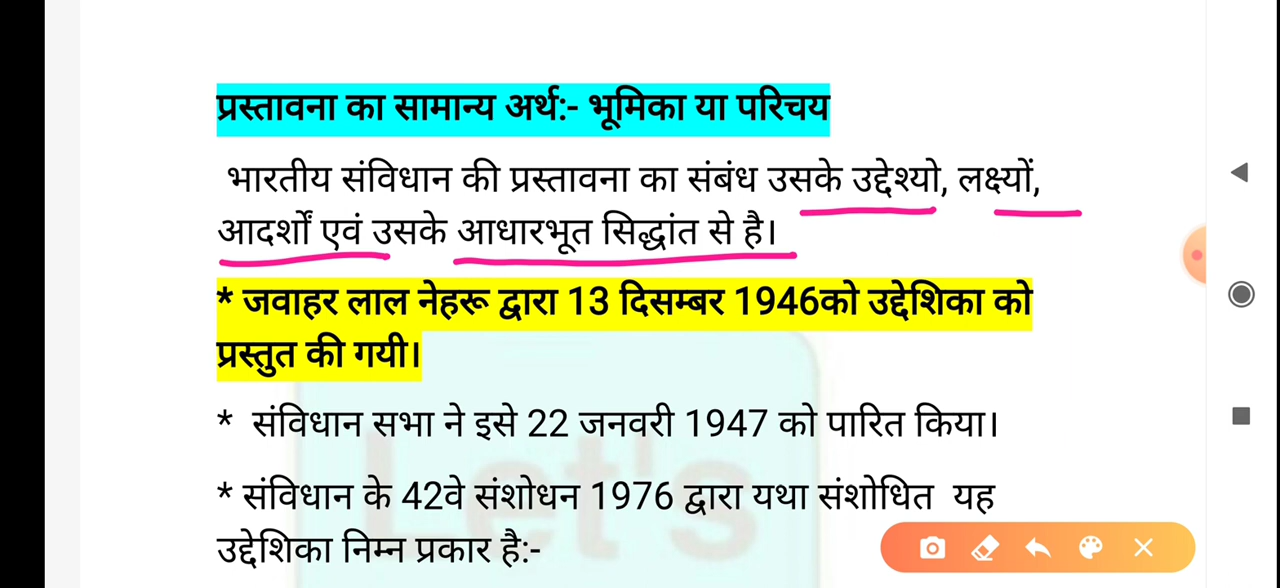 प्रस्तावना का सामान्य अर्थ:- भूमिका या परिचय
भारतीय संविधान की प्रस्तावना का संबंध उसके उद्देश्यो, लक्ष्यों,
आदर्शों एवं उसके आधारभूत सिद्धांत से है।
* जवाहर लाल नेहरू द्वारा 13 दिसम्बर 1946को उद्देशिका को
प्रस्तुत की गयी।
* संविधान सभा ने इसे 22 जनवरी 1947 को पारित किया।
* संविधान के 42वे संशोधन 1976 द्वारा यथा संशोधित यह
उद्देशिका निम्न प्रकार है:-
Let's